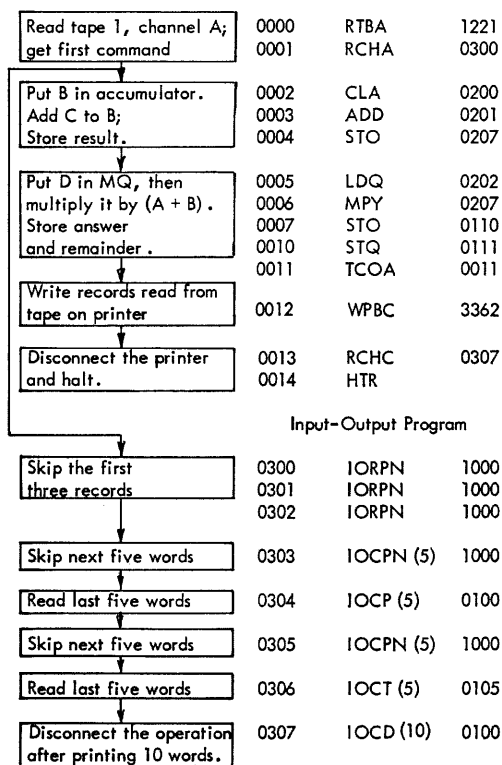 Read tape 1, channel A; 0000 RTBA 1221
get first command 0001 RCHA 0300
Put B in accumulator. 0002 CLA 0200
Add C to B; 0003 ADD 0201
Store result. 0004 STO 0207
Put D in MQ, then 0005 LDQ 0202
multiply it by (A + B). 0006 MPY 0207
Store answer 0007 STO 0110
and remainder. 0010 STQ 0111
0011 TCOA 0011
Write records read from
tape on printer 0012 WPBC 3362
Disconnect the printer 0013 RCHC 0307
and halt. 0014 HTR
Input-Output Program
Skip the first 0300 IORPN 1000
three records 0301 IORPN 1000
0302 IORPN 1000
Skip next five words 0303 IOCPN (5) 1000
Read last five words 0304 IOCP (5) 0100
Skip next five words 0305 IOCPN (5) 1000
Read last five words 0306 IOCT (5) 0105
Disconnect the operation 0307 IOCD (10) 0100
after printing 10 words.